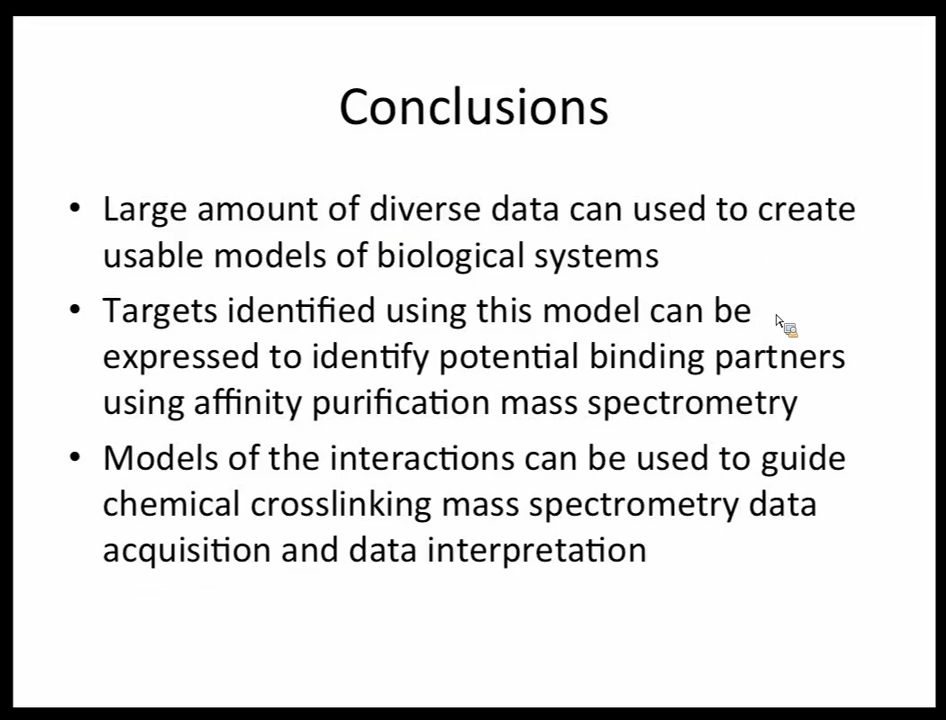 Conclusions
• Large amount of diverse data can used to create
usable models of biological systems
• Targets identified using this model can be
expressed to identify potential binding partners
using affinity purification mass spectrometry
• Models of the interactions can be used to guide
chemical crosslinking mass spectrometry data
acquisition and data interpretation